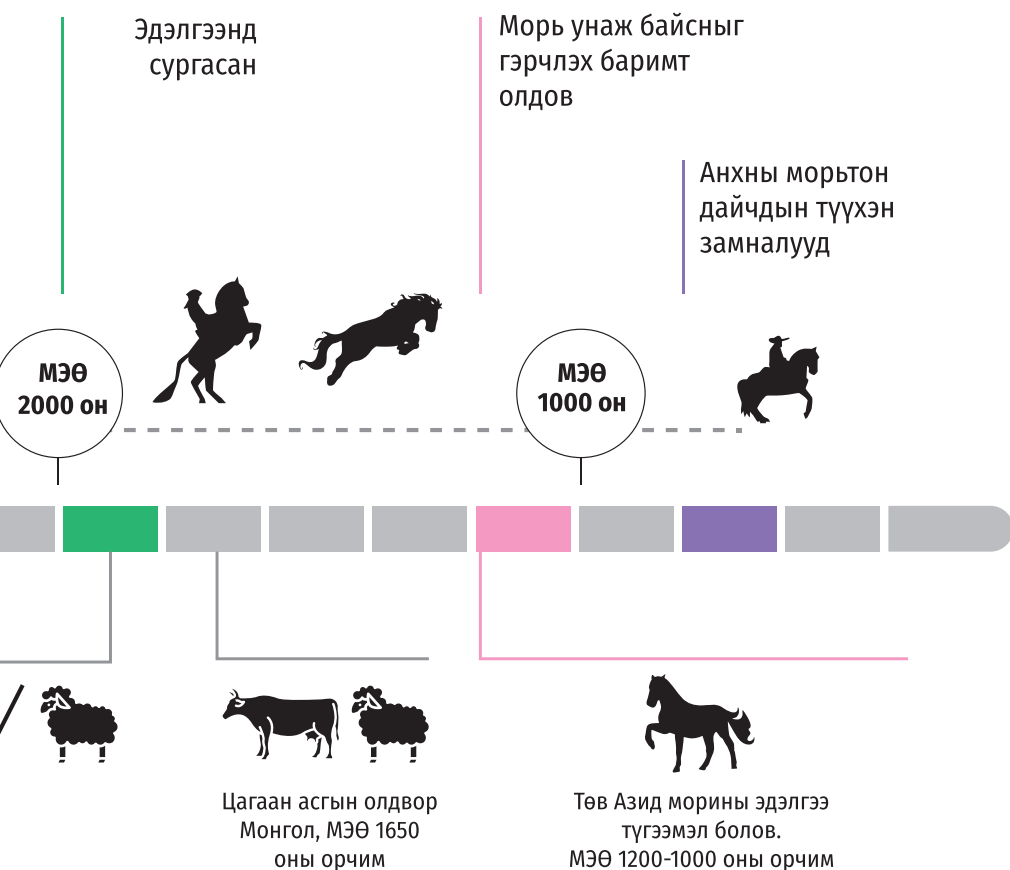 Эдэлгээнд
сургасан
Морь унаж байсныг
гэрчлэх баримт
олдов
Анхны морьтон
дайчдын түүхэн
замналууд
МЭӨ
2000 он
МЭӨ
1000 он
Цагаан асгын олдвор
Монгол, МЭӨ 1650
оны орчим
Төв Азид морины эдэлгээ
түгээмэл болов.
МЭӨ 1200-1000 оны орчим